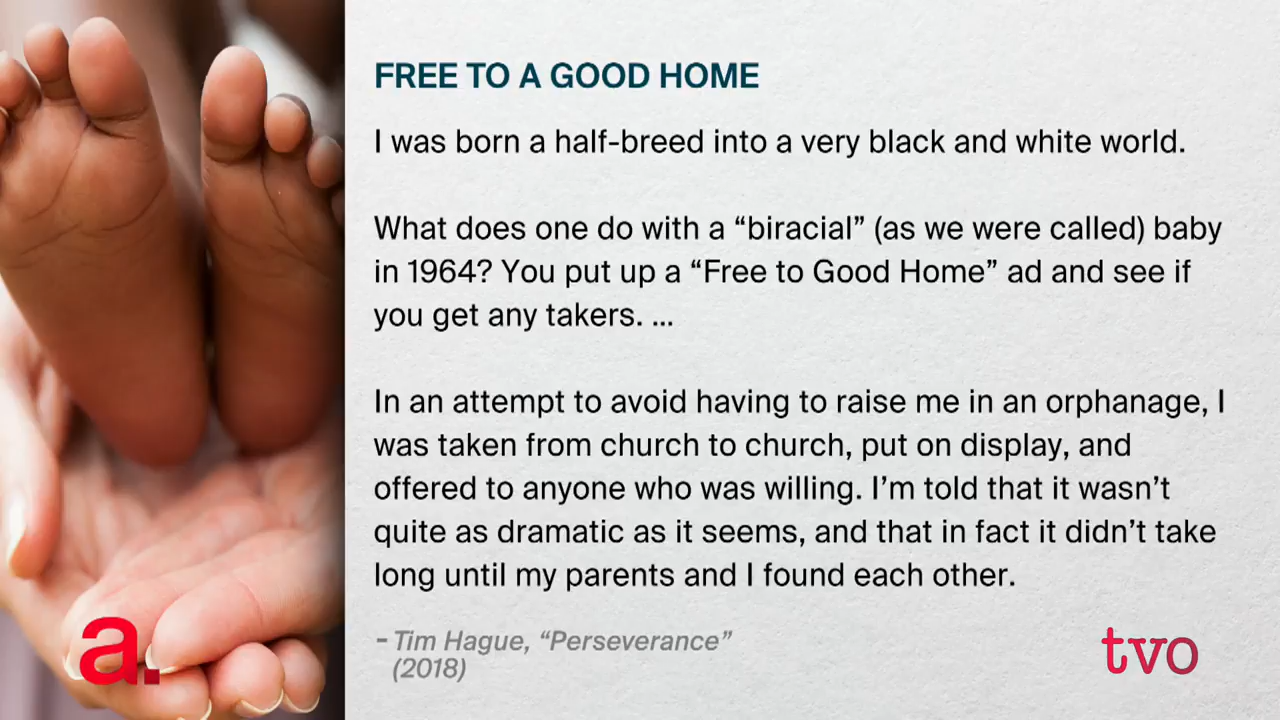 FREE TO A GOOD HOME
I was born a half-breed into a very black and white world.
What does one do with a “biracial” (as we were called) baby
in 1964? You put up a “Free to Good Home” ad and see if
you get any takers. ...
In an attempt to avoid having to raise me in an orphanage, I
was taken from church to church, put on display, and
offered to anyone who was willing. I’m told that it wasn’t
quite as dramatic as it seems, and that in fact it didn’t take
long until my parents and I found each other.
- Tim Hague, “Perseverance”
(2018)
a.
tvo